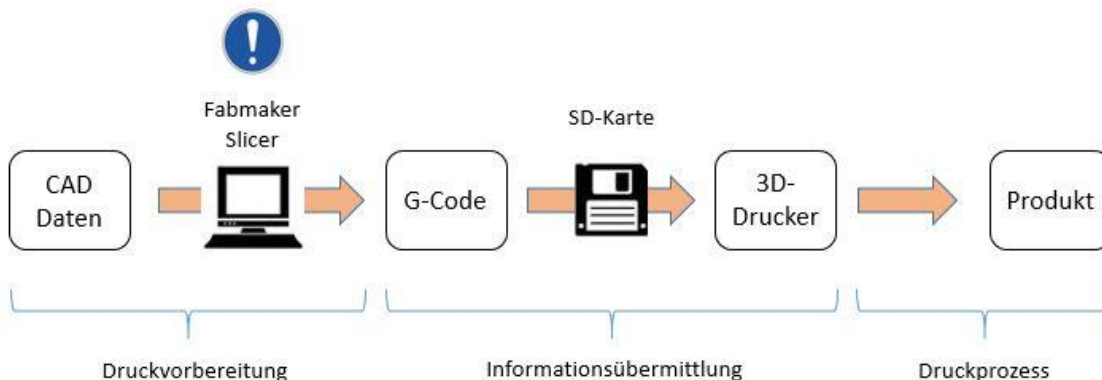 Fabmaker
Slicer
SD-Karte
CAD
Daten
G-Code
3D-
Drucker
Produkt
Druckvorbereitung
Informationsübermittlung
Druckprozess